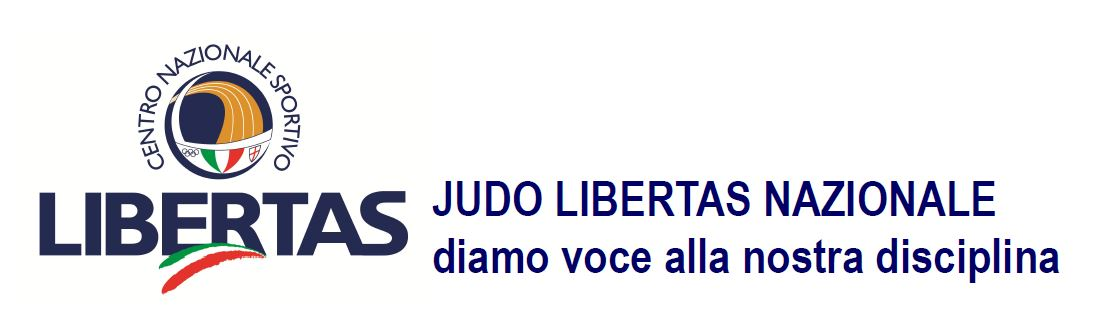 CENTRO NAZIONALE SPORTIVO
LIBERTAS
JUDO LIBERTAS NAZIONALE
diamo voce alla nostra disciplina